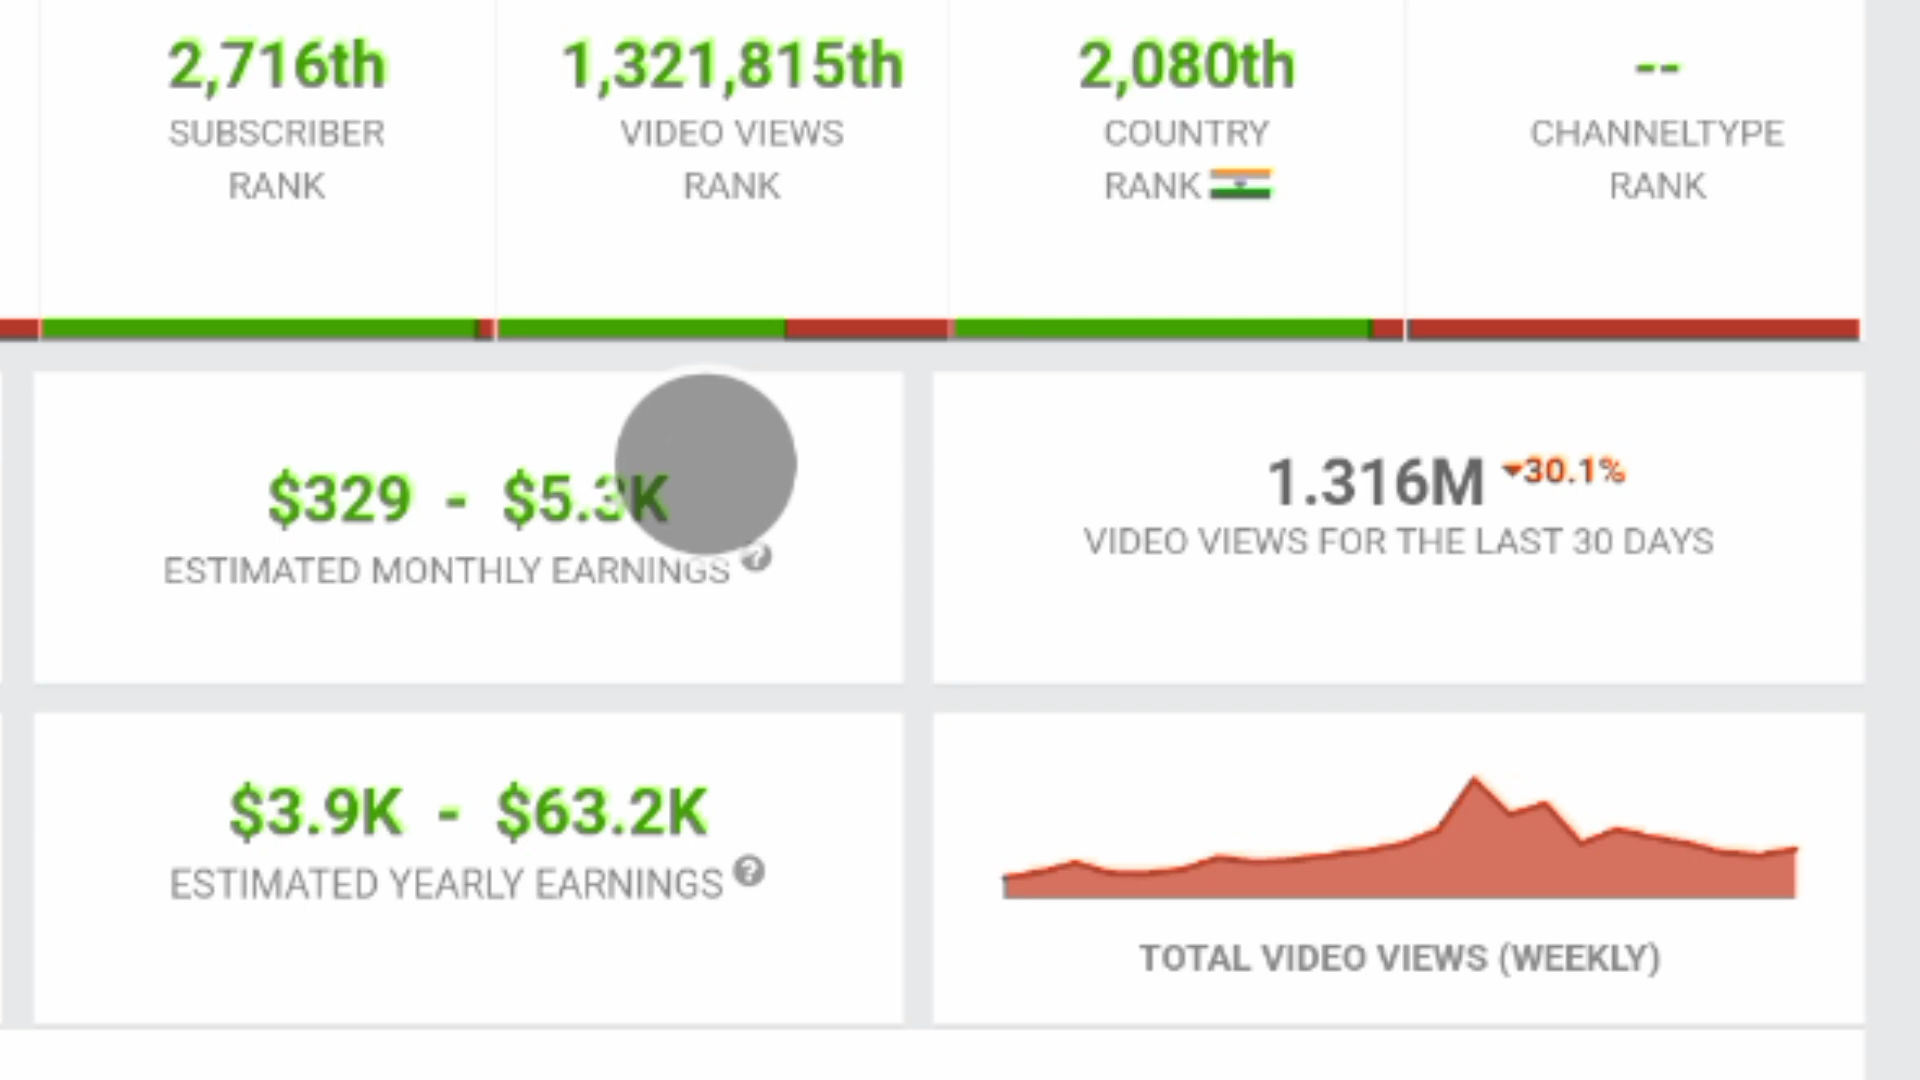 2,716th
SUBSCRIBER
RANK
1,321,815th
VIDEO VIEWS
RANK
2,080th
COUNTRY
RANK
--
CHANNELTYPE
RANK
$329 - $5.3K
ESTIMATED MONTHLY EARNINGS ?
1.316M 30.1%
VIDEO VIEWS FOR THE LAST 30 DAYS
$3.9K - $63.2K
ESTIMATED YEARLY EARNINGS ?
TOTAL VIDEO VIEWS (WEEKLY)